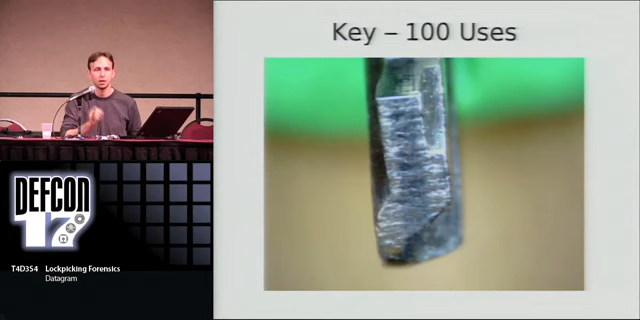 Key – 100 Uses
DEFCON
17
T4D3S4 Lockpicking Forensics
Datagram